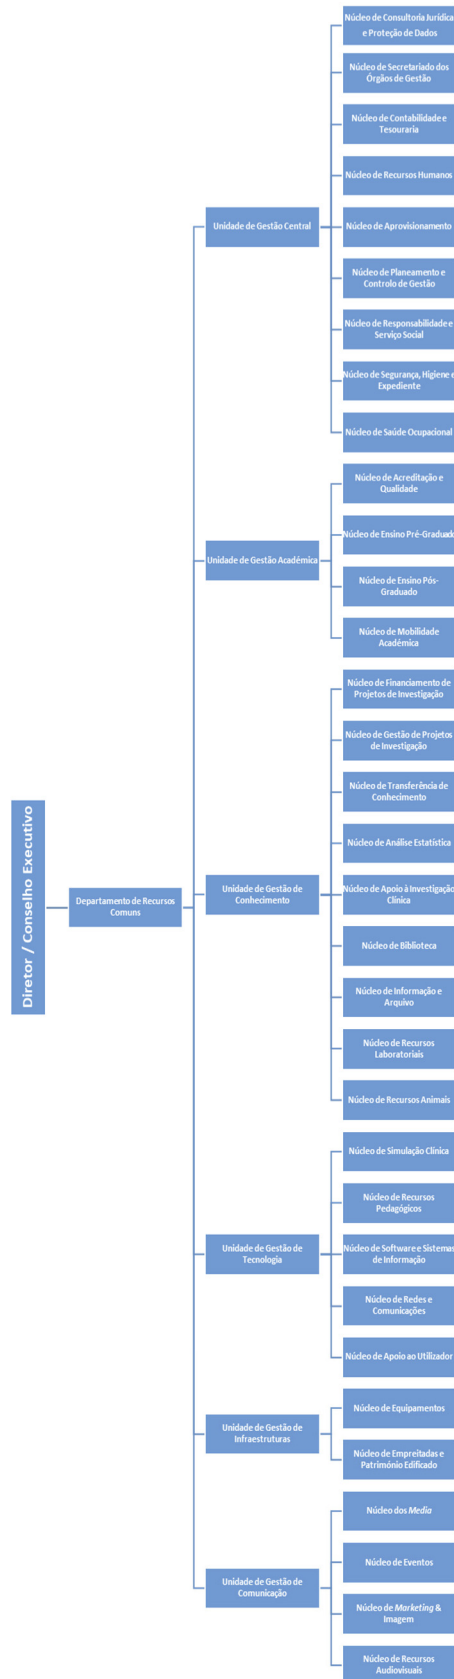 Diretor / Conselho Executivo
Departamento de Recursos
Comuns
Unidade de Gestão Central
Núcleo de Consultoria Jurídica
e Proteção de Dados
Núcleo de Secretariado dos
Órgãos de Gestão
Núcleo de Contabilidade e
Tesouraria
Núcleo de Recursos Humanos
Núcleo de Aprovisionamento
Núcleo de Planeamento e
Controlo de Gestão
Núcleo de Responsabilidade e
Serviço Social
Núcleo de Segurança, Higiene e
Expediente
Núcleo de Saúde Ocupacional
Unidade de Gestão Académica
Núcleo de Acreditação e
Qualidade
Núcleo de Ensino Pré-Graduado
Núcleo de Ensino Pós-
Graduado
Núcleo de Mobilidade
Académica
Unidade de Gestão de
Conhecimento
Núcleo de Financiamento de
Projetos de Investigação
Núcleo de Gestão de Projetos
de Investigação
Núcleo de Transferência de
Conhecimento
Núcleo de Análise Estatística
Núcleo de Apoio à Investigação
Clínica
Núcleo de Biblioteca
Núcleo de Informação e
Arquivo
Núcleo de Recursos
Laboratoriais
Núcleo de Recursos Animais
Unidade de Gestão de
Tecnologia
Núcleo de Simulação Clínica
Núcleo de Recursos
Pedagógicos
Núcleo de Software e Sistemas
de Informação
Núcleo de Redes e
Comunicações
Núcleo de Apoio ao Utilizador
Unidade de Gestão de
Infraestruturas
Núcleo de Equipamentos
Núcleo de Empreitadas e
Património Edificado
Unidade de Gestão de
Comunicação
Núcleo dos Media
Núcleo de Eventos
Núcleo de Marketing &
Imagem
Núcleo de Recursos
Audiovisuais